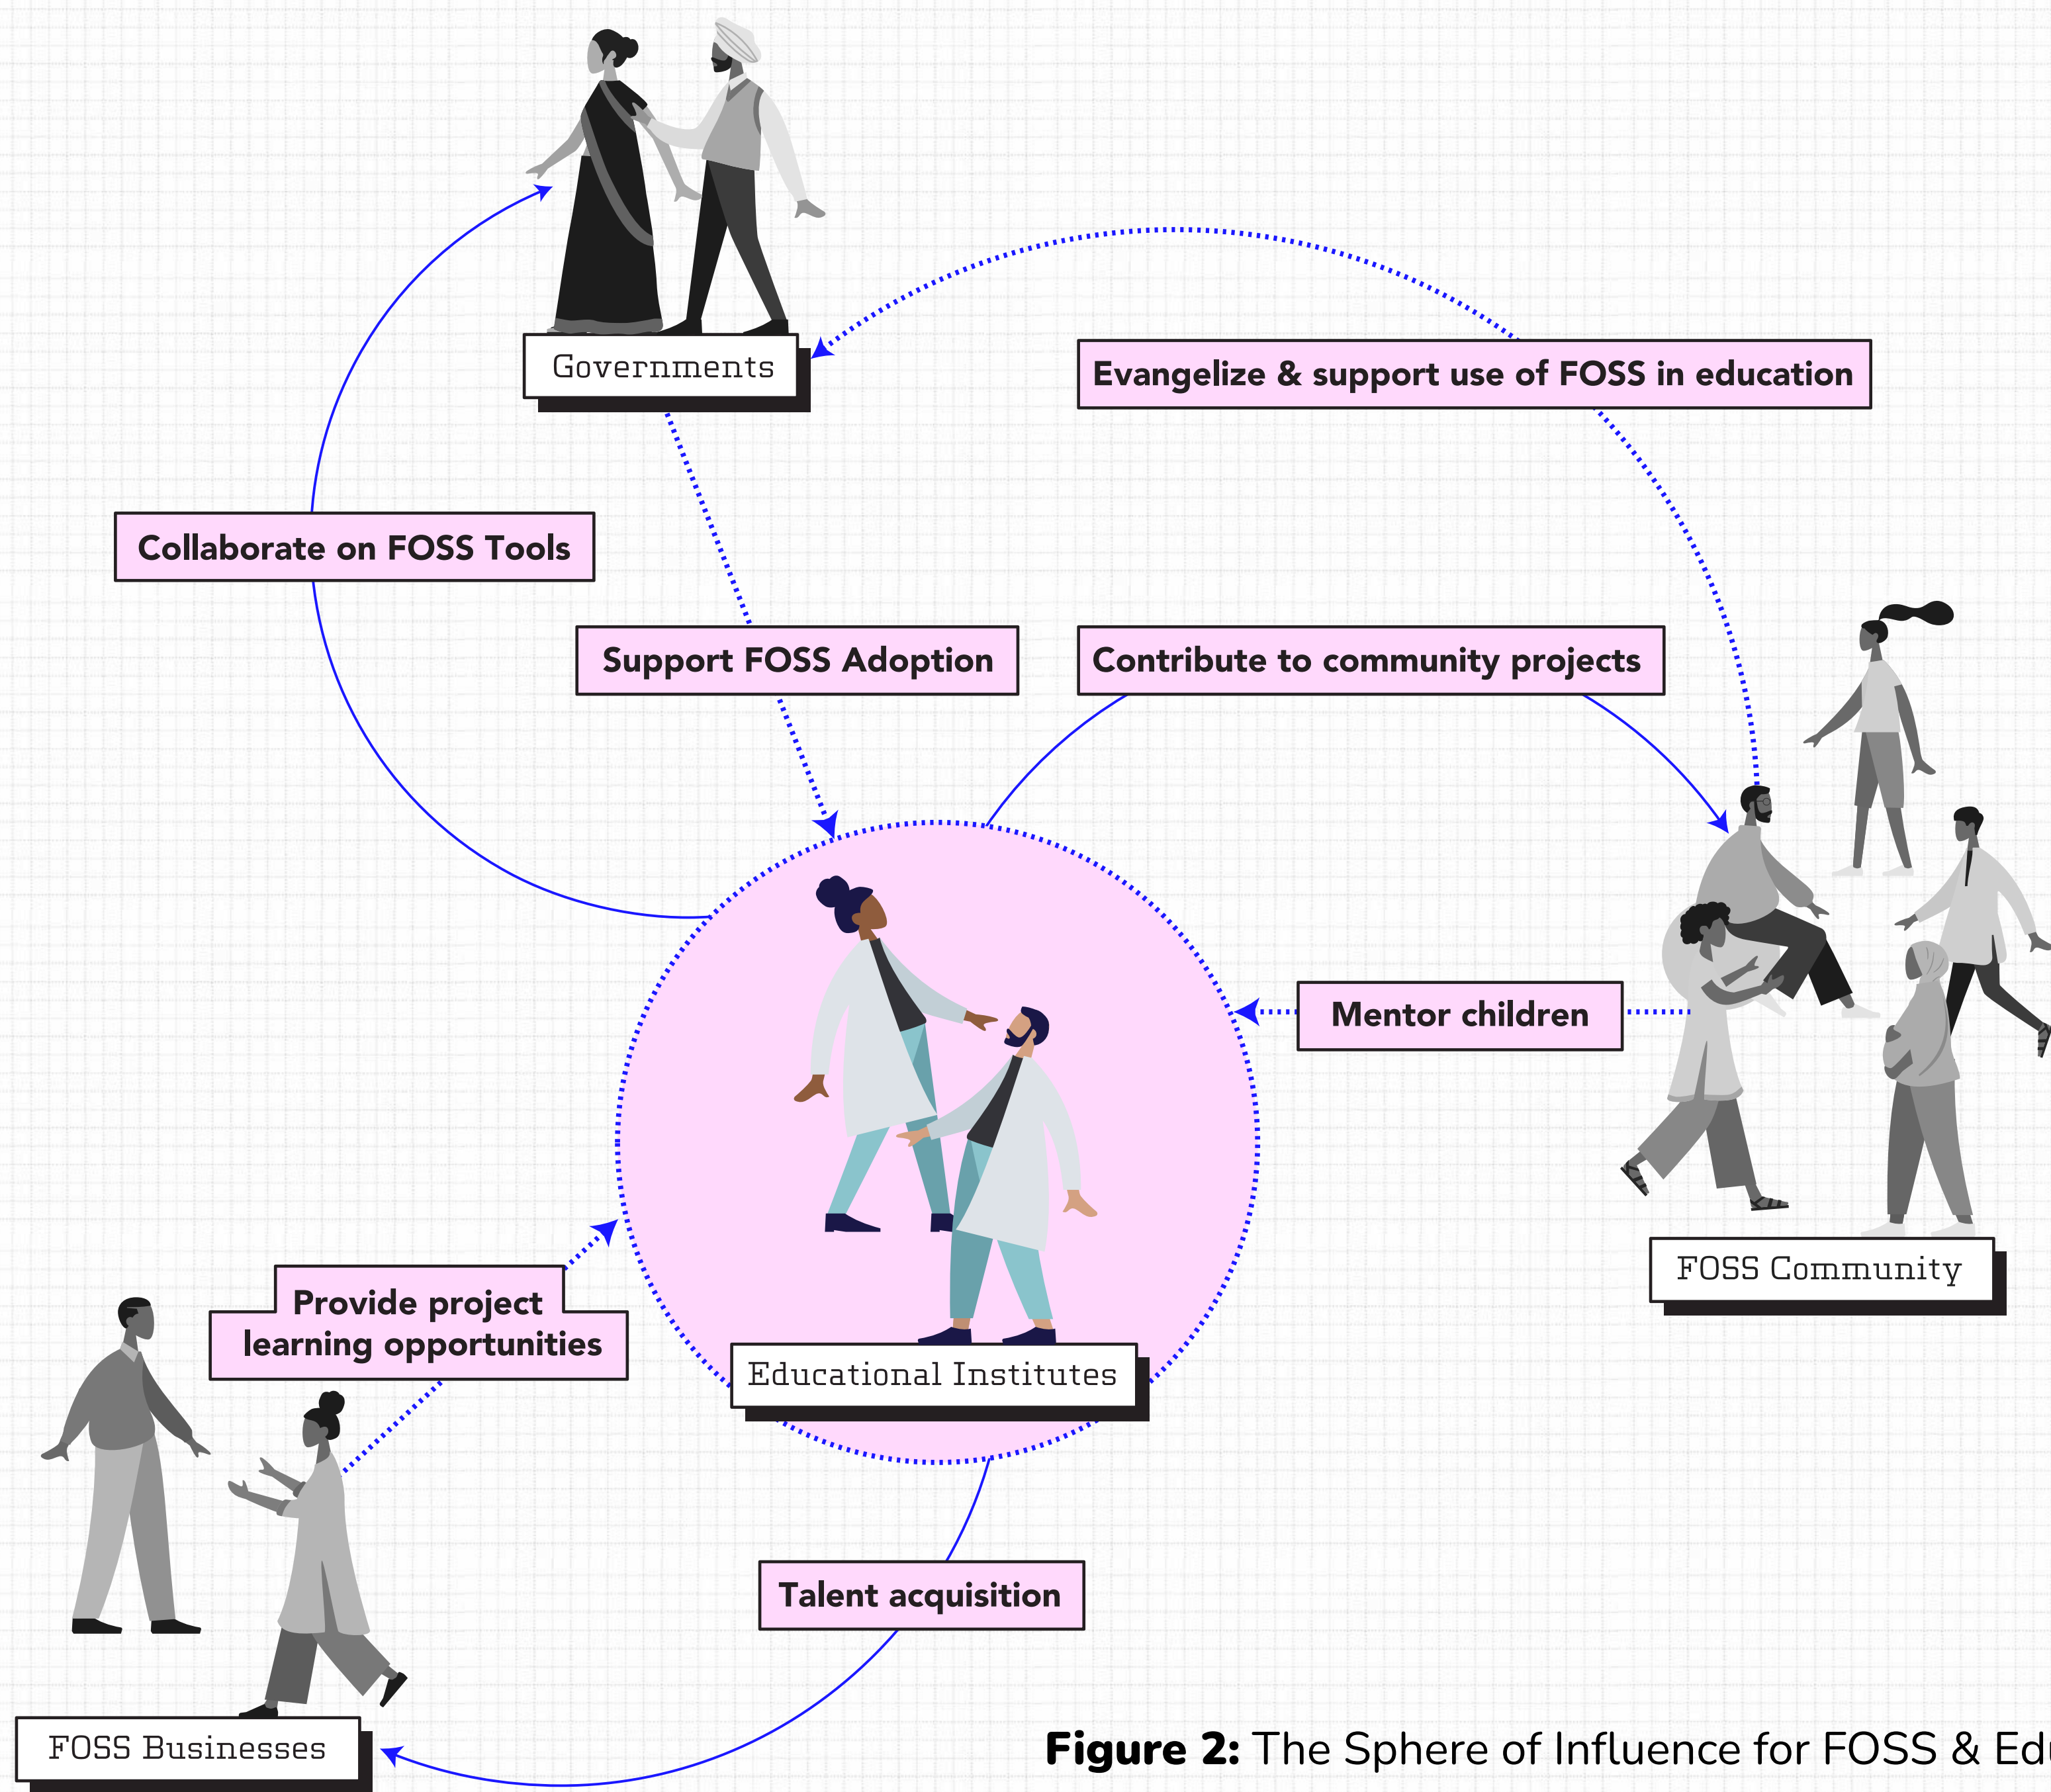 Governments
Evangelize & support use of FOSS in education
Collaborate on FOSS Tools
Support FOSS Adoption
Contribute to community projects
Mentor children
FOSS Community
Provide project
learning opportunities
Educational Institutes
Talent acquisition
FOSS Businesses
Figure 2: The Sphere of Influence for FOSS &